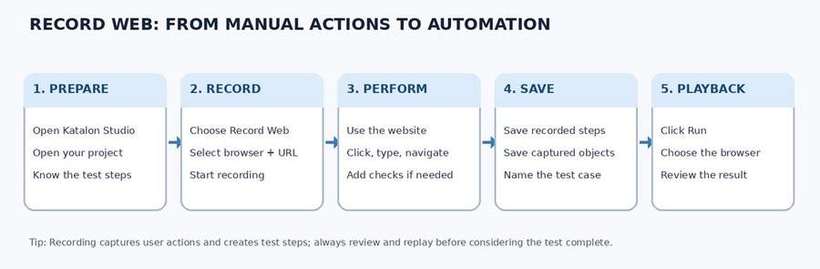 RECORD WEB: FROM MANUAL ACTIONS TO AUTOMATION
1. PREPARE
Open Katalon Studio
Open your project
Know the test steps
2. RECORD
Choose Record Web
Select browser + URL
Start recording
3. PERFORM
Use the website
Click, type, navigate
Add checks if needed
4. SAVE
Save recorded steps
Save captured objects
Name the test case
5. PLAYBACK
Click Run
Choose the browser
Review the result
Tip: Recording captures user actions and creates test steps; always review and replay before considering the test complete.